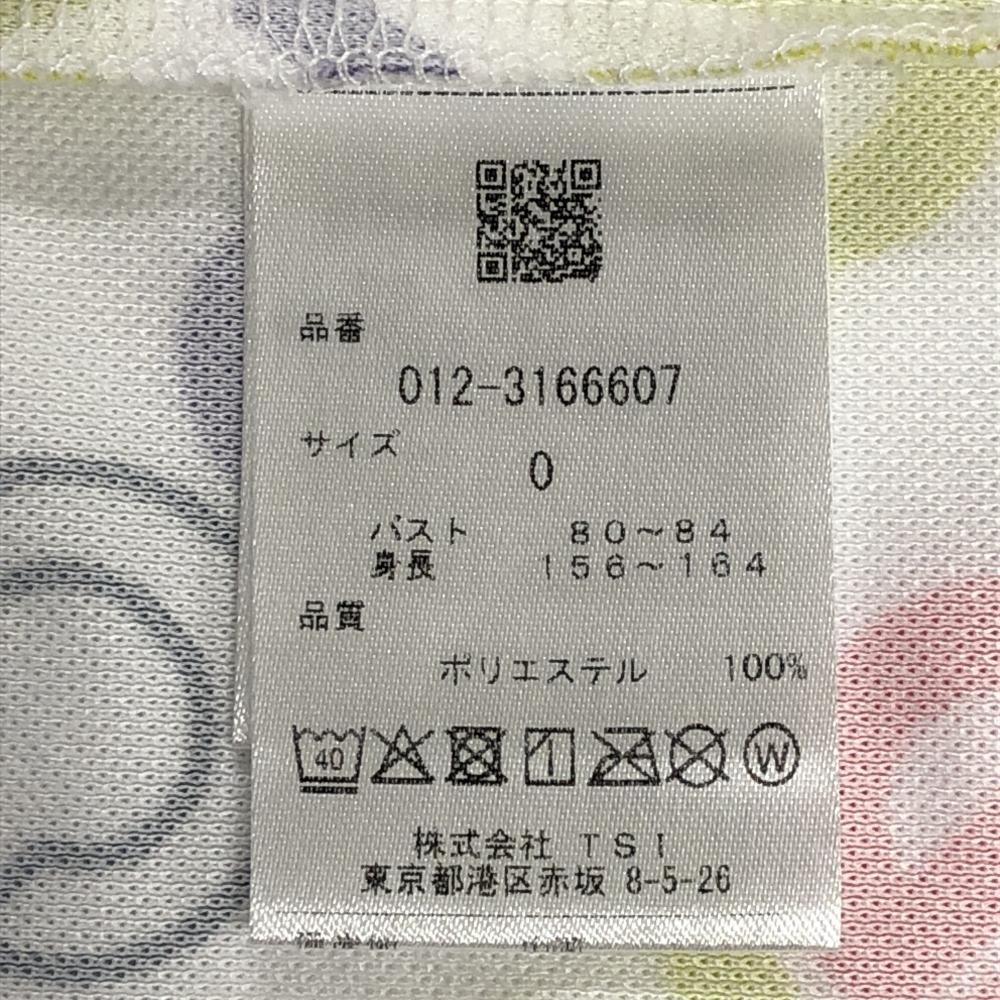 品番
012-3166607
サイズ
0
バスト 80~84
身長 156~164
品質
ポリエステル 100%
40
W
株式会社 TSI
東京都港区赤坂 8-5-26